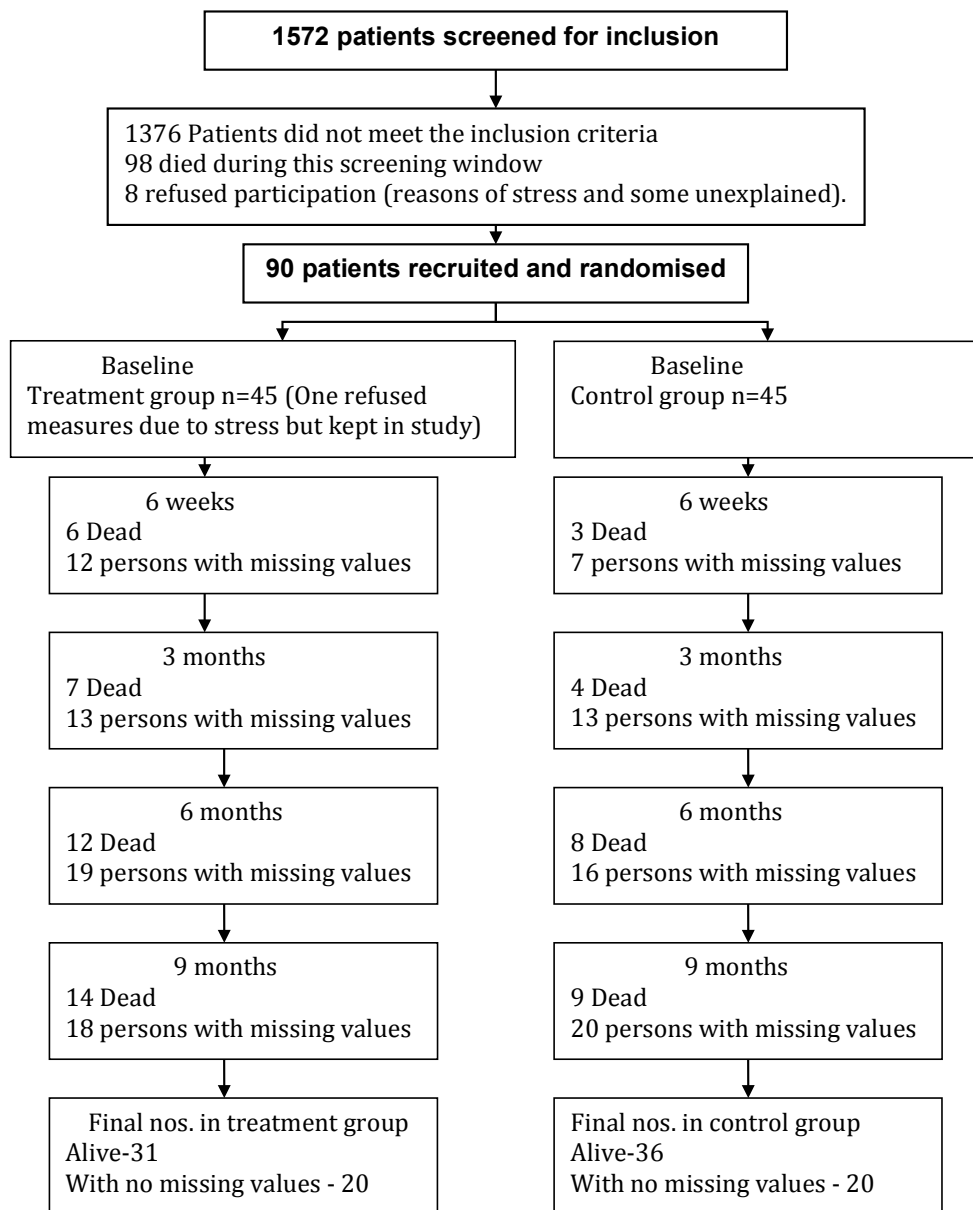 1572 patients screened for inclusion
1376 Patients did not meet the inclusion criteria
98 died during this screening window
8 refused participation (reasons of stress and some unexplained).
90 patients recruited and randomised
Baseline
Treatment group n=45 (One refused
measures due to stress but kept in study)
Baseline
Control group n=45
6 weeks
6 Dead
12 persons with missing values
6 weeks
3 Dead
7 persons with missing values
3 months
7 Dead
13 persons with missing values
3 months
4 Dead
13 persons with missing values
6 months
12 Dead
19 persons with missing values
6 months
8 Dead
16 persons with missing values
9 months
14 Dead
18 persons with missing values
9 months
9 Dead
20 persons with missing values
Final nos. in treatment group
Alive-31
With no missing values - 20
Final nos. in control group
Alive-36
With no missing values - 20